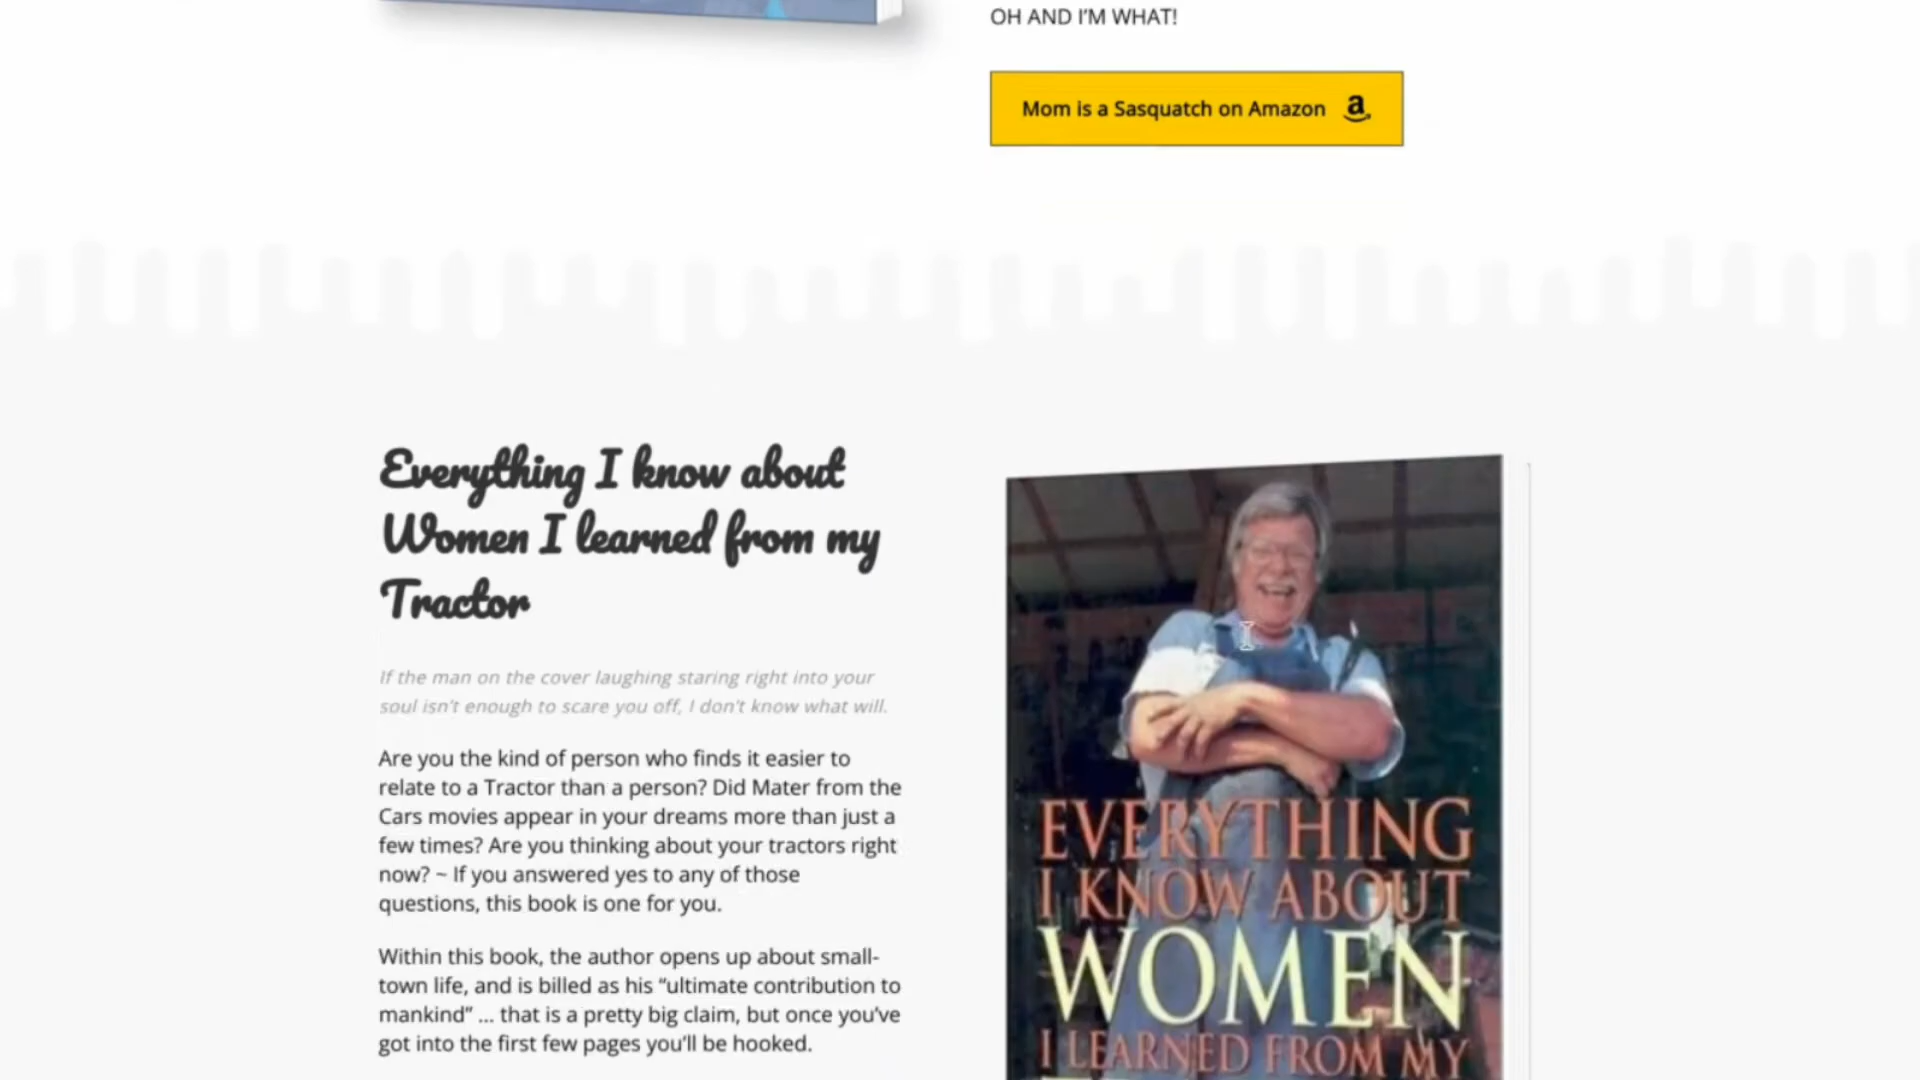 OH AND I'M WHAT!
Mom is a Sasquatch on Amazon
Everything I know about
Women I learned from my
Tractor
If the man on the cover laughing staring right into your
soul isn't enough to scare you off, I don't know what will.
Are you the kind of person who finds it easier to
relate to a Tractor than a person? Did Mater from the
Cars movies appear in your dreams more than just a
few times? Are you thinking about your tractors right
now? ~ If you answered yes to any of those
questions, this book is one for you.
Within this book, the author opens up about small-
town life, and is billed as his “ultimate contribution to
mankind” ... that is a pretty big claim, but once you've
got into the first few pages you'll be hooked.
EVERYTHING
I KNOW ABOUT
WOMEN
I LEARNED FROM MY